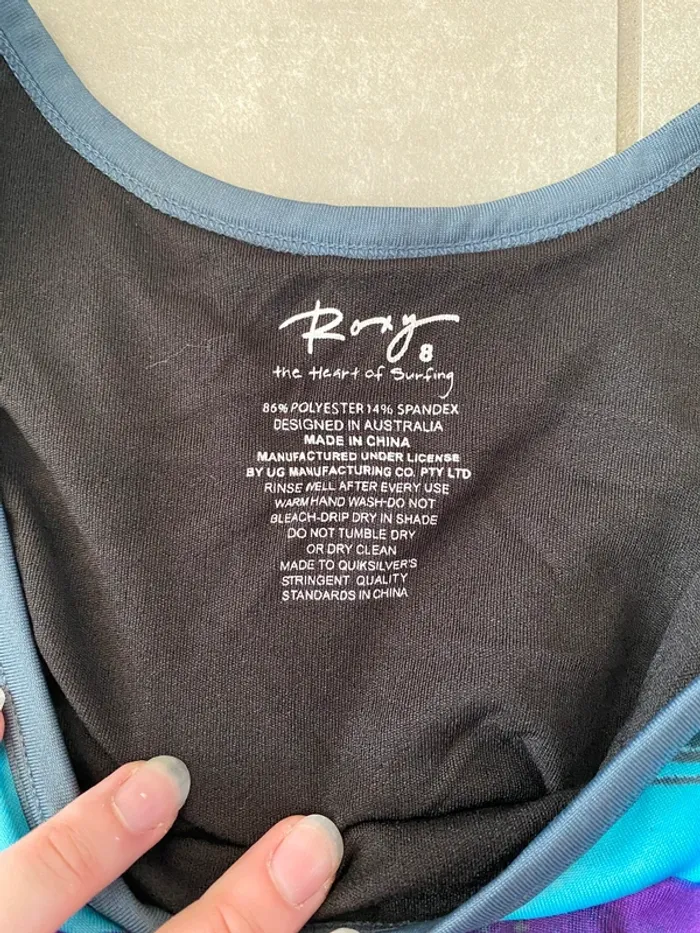 Roxy
8
the Heart of Surfing
86% POLYESTER 14% SPANDEX
DESIGNED IN AUSTRALIA
MADE IN CHINA
MANUFACTURED UNDER LICENSE
BY UG MANUFACTURING CO. PTY LTD
RINSE WELL AFTER EVERY USE
WARM HAND WASH-DO NOT
BLEACH-DRIP DRY IN SHADE
DO NOT TUMBLE DRY
OR DRY CLEAN
MADE TO QUIKSILVER'S
STRINGENT QUALITY
STANDARDS IN CHINA